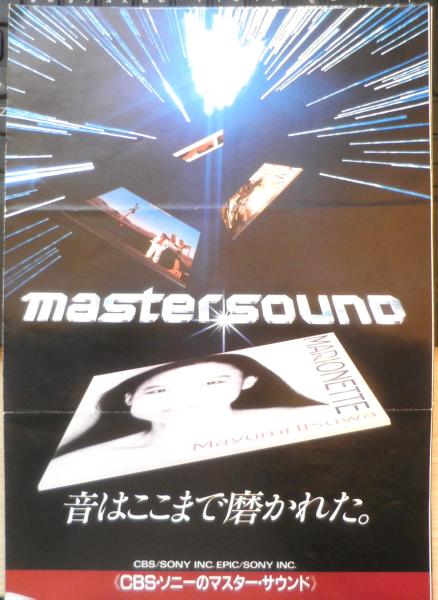 mastersound
MARIONETTE
Mayumi Itsuwa
音はここまで磨かれた。
CBS/SONY INC. EPIC/SONY INC.
《CBS・ソニーのマスター・サウンド》